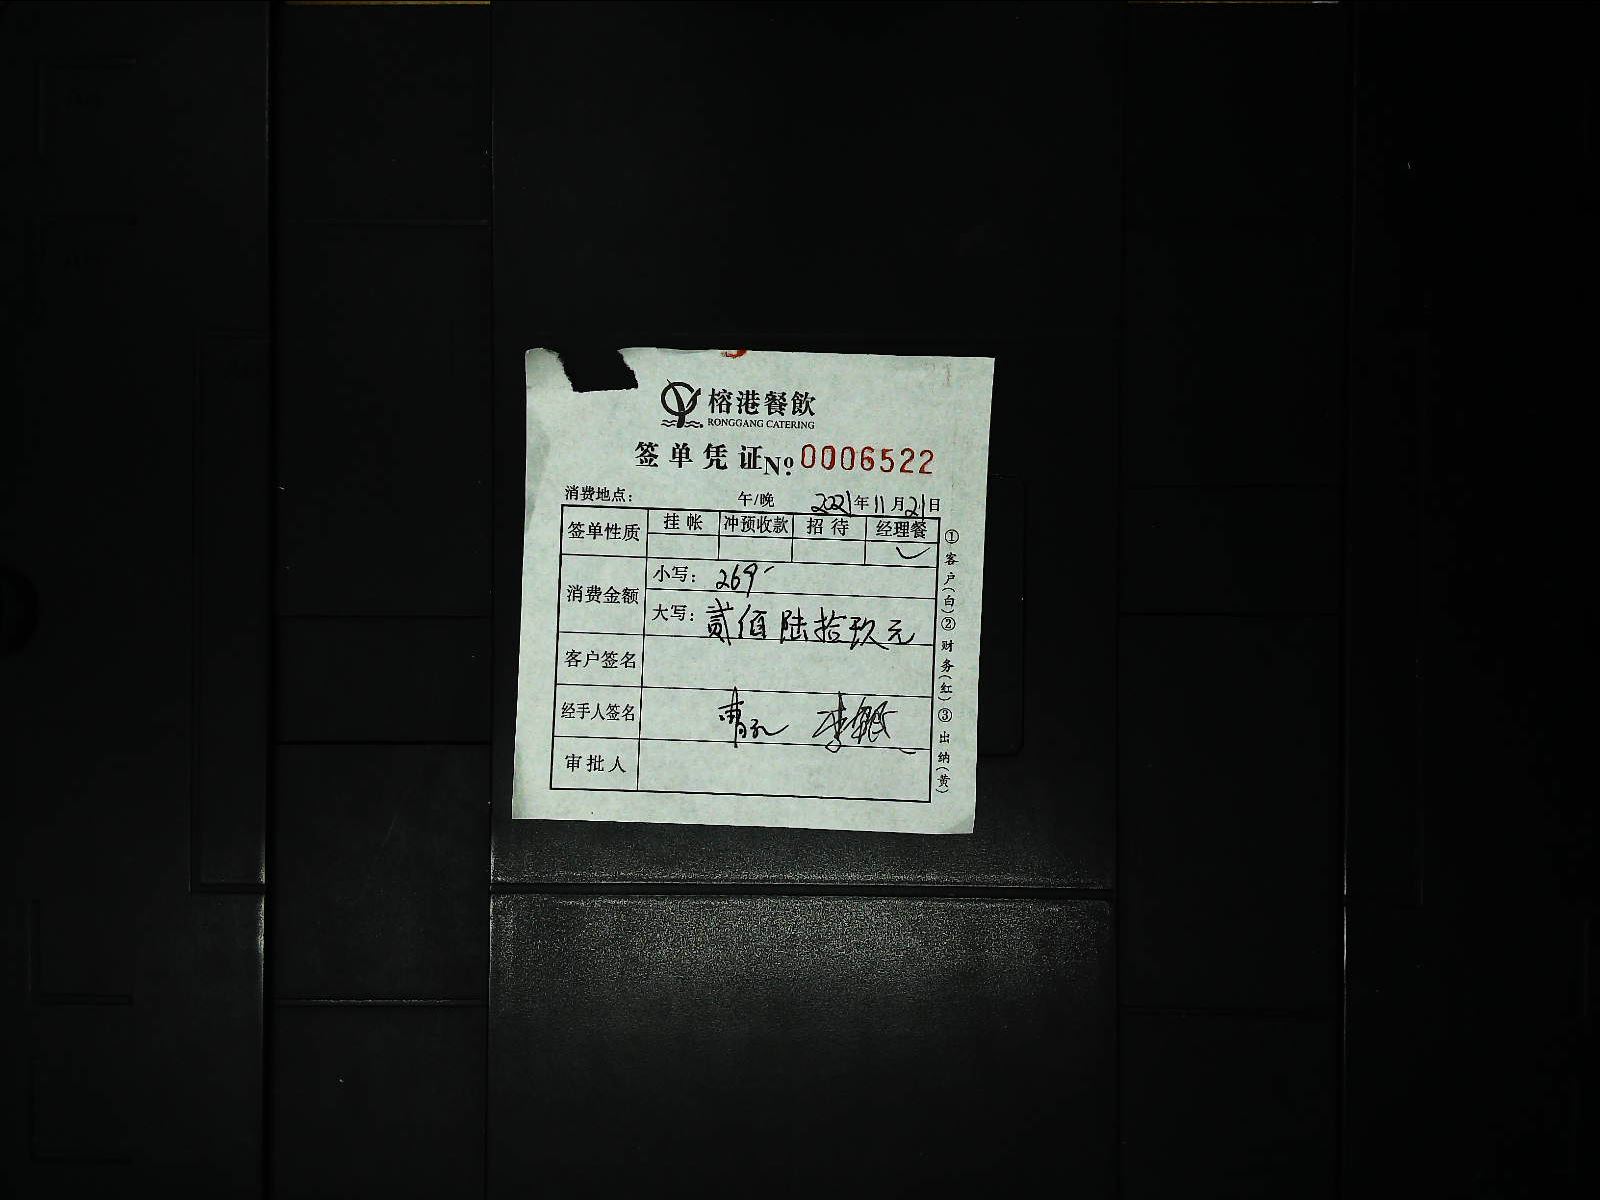 榕港餐飲
RONGGANG CATERING
签单凭证 № 0006522
消费地点： 午/晚 2021年11月21日
签单性质 挂帐 冲预收款 招待 经理餐
✓
消费金额 小写：269-
大写：贰佰陆拾玖元
客户签名
经手人签名
审批人
①客户（白）②财务（红）③出纳（黄）